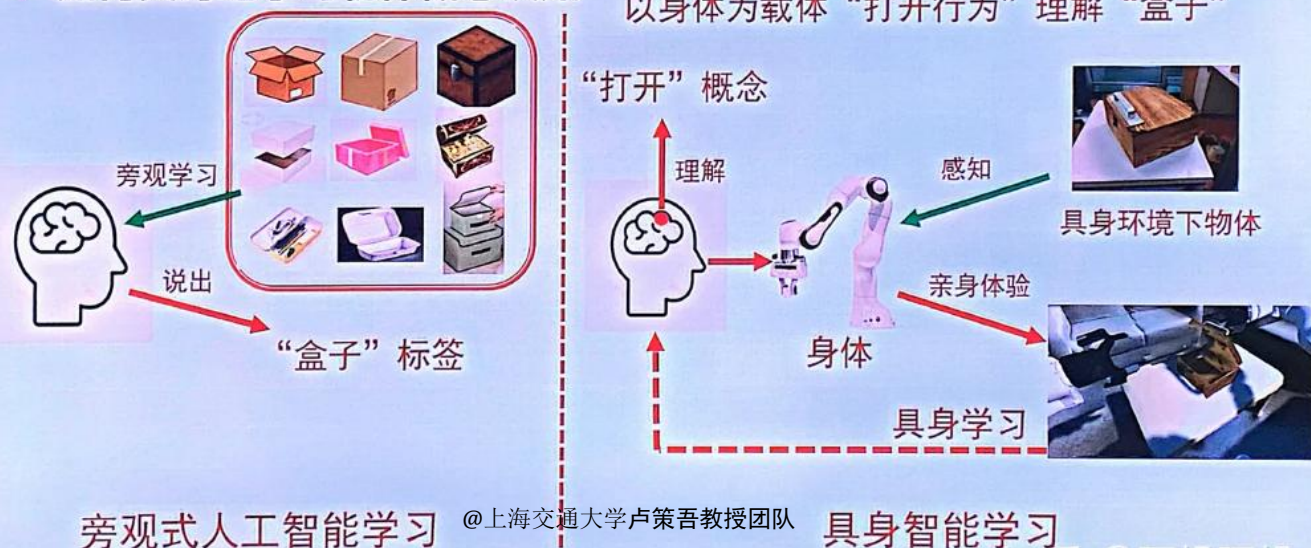 以身体为载体“打开行为”理解“盒子”
旁观学习
说出
“盒子”标签
旁观式人工智能学习
“打开”概念
理解
感知
具身环境下物体
亲身体验
身体
具身学习
具身智能学习
@上海交通大学卢策吾教授团队